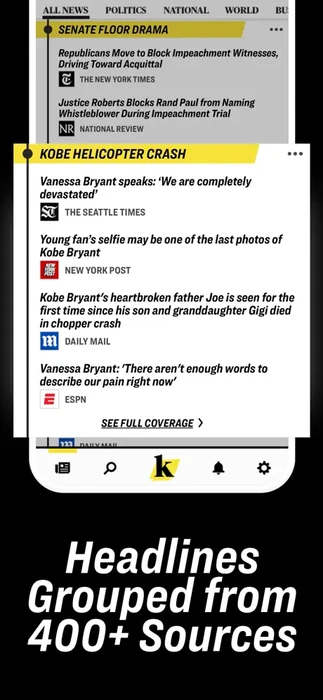 ALL NEWS POLITICS NATIONAL WORLD BU
SENATE FLOOR DRAMA
Republicans Move to Block Impeachment Witnesses,
Driving Toward Acquittal
THE NEW YORK TIMES
Justice Roberts Blocks Rand Paul from Naming
Whistleblower During Impeachment Trial
NR NATIONAL REVIEW
KOBE HELICOPTER CRASH
Vanessa Bryant speaks: ‘We are completely
devastated’
THE SEATTLE TIMES
Young fan’s selfie may be one of the last photos of
Kobe Bryant
NEW YORK POST NEW YORK POST
Kobe Bryant’s heartbroken father Joe is seen for the
first time since his son and granddaughter Gigi died
in chopper crash
DAILY MAIL
Vanessa Bryant: ‘There aren’t enough words to
describe our pain right now’
ESPN
SEE FULL COVERAGE
DAILY MAIL
k
Headlines
Grouped from
400+ Sources